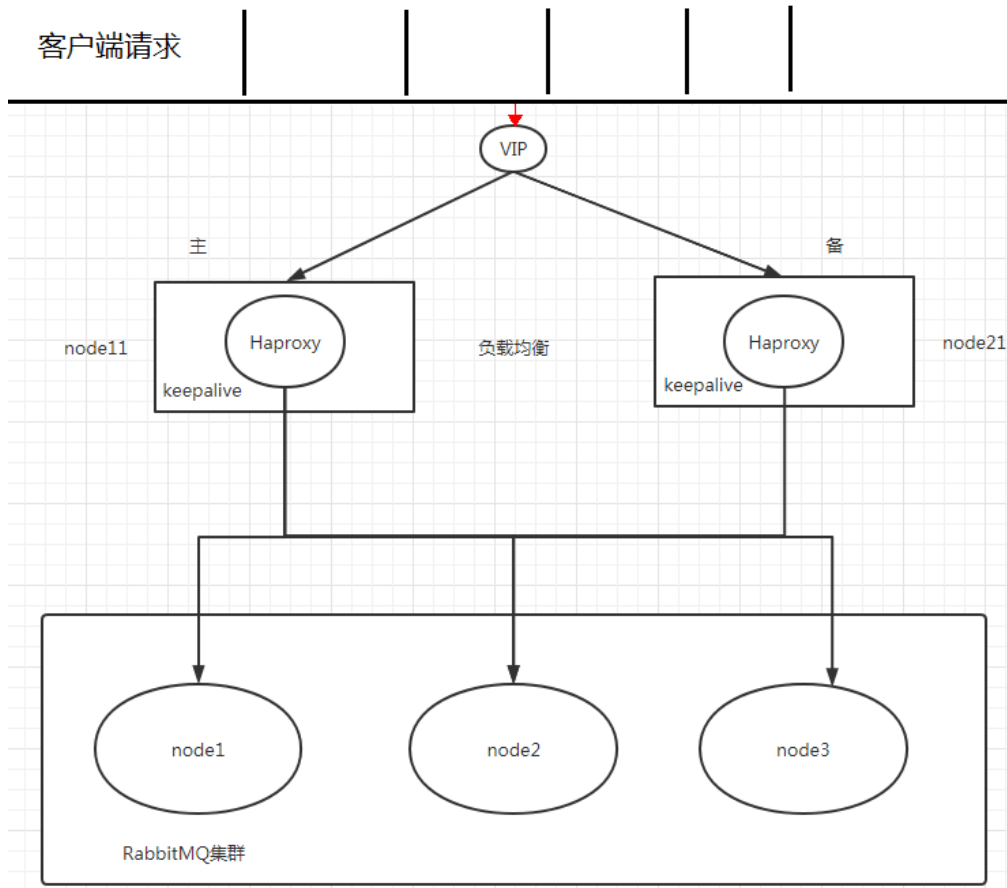 客户端请求
VIP
主
备
node11
Haproxy
keepalive
负载均衡
Haproxy
keepalive
node21
node1
node2
node3
RabbitMQ集群